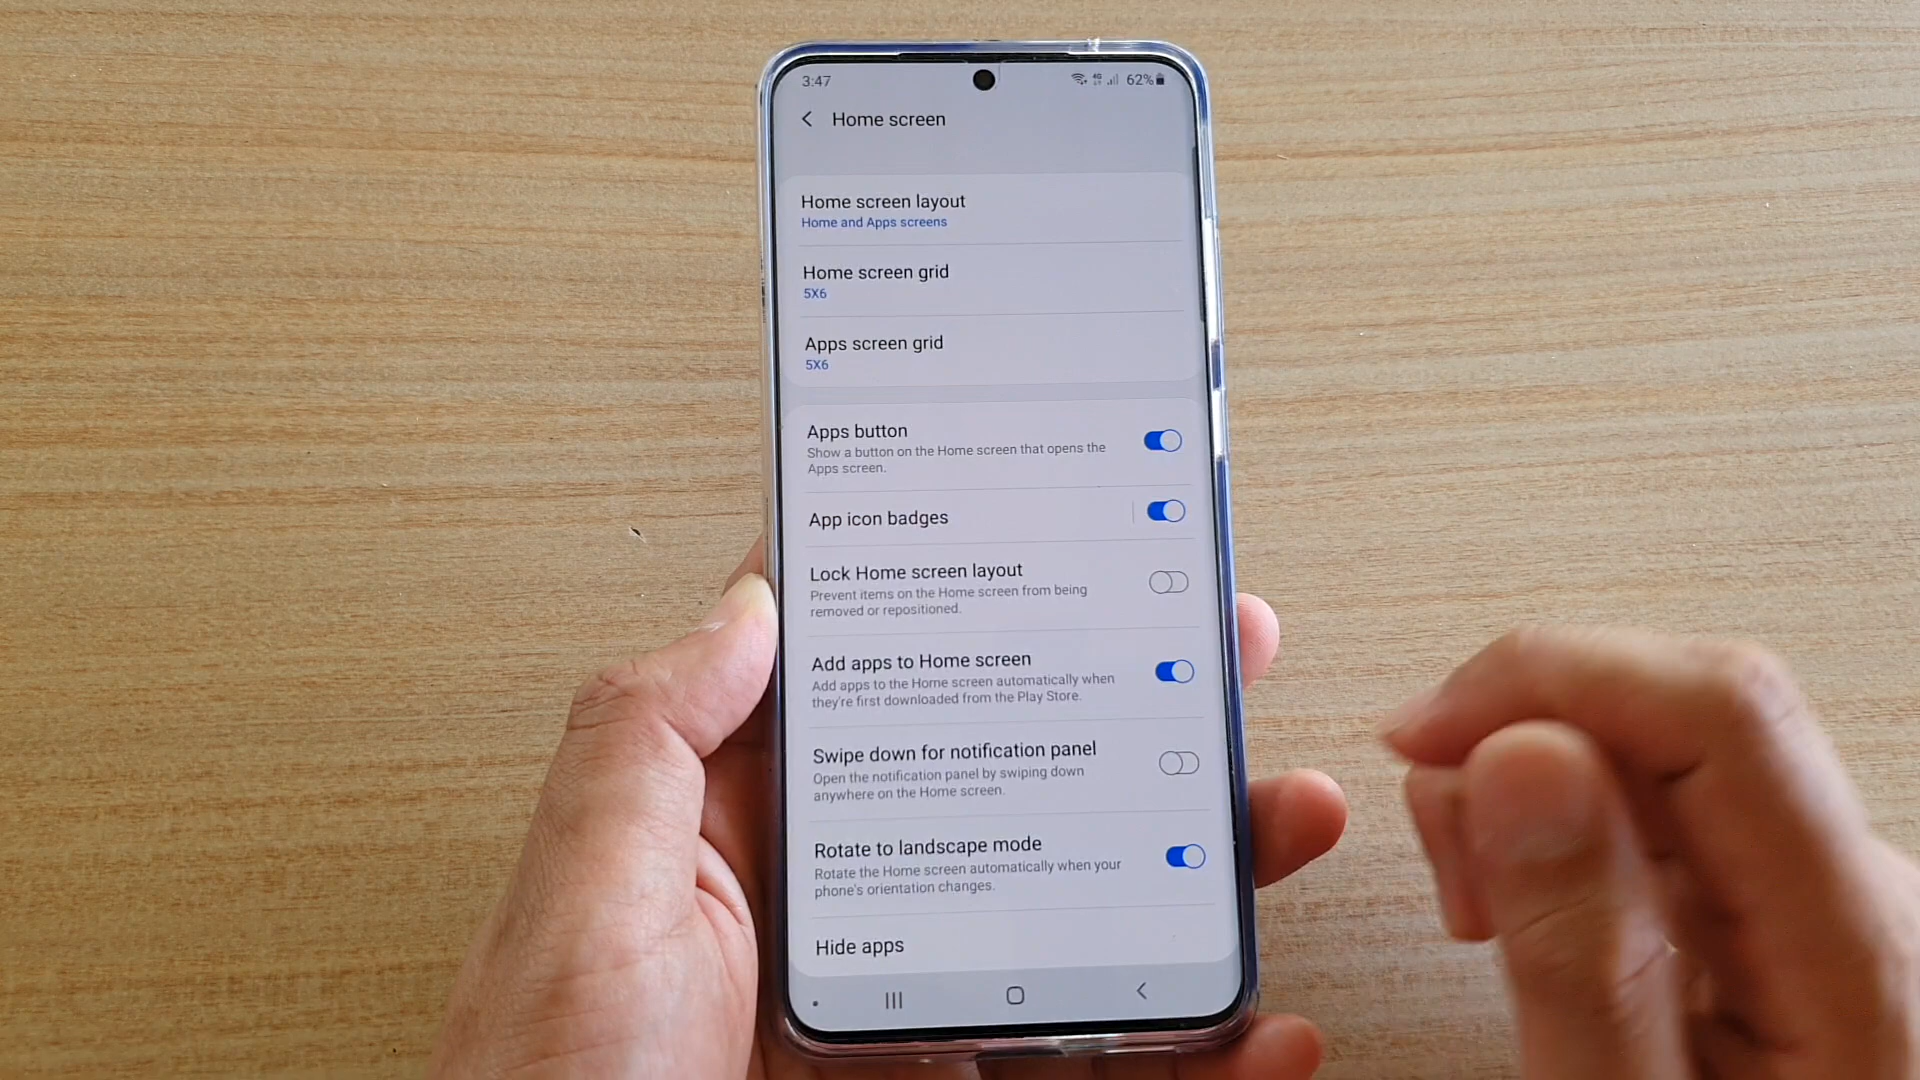 3:47
4G
62%
Home screen
Home screen layout
Home and Apps screens
Home screen grid
5X6
Apps screen grid
5X6
Apps button
Show a button on the Home screen that opens the
Apps screen.
App icon badges
Lock Home screen layout
Prevent items on the Home screen from being
removed or repositioned.
Add apps to Home screen
Add apps to the Home screen automatically when
they're first downloaded from the Play Store.
Swipe down for notification panel
Open the notification panel by swiping down
anywhere on the Home screen.
Rotate to landscape mode
Rotate the Home screen automatically when your
phone's orientation changes.
Hide apps